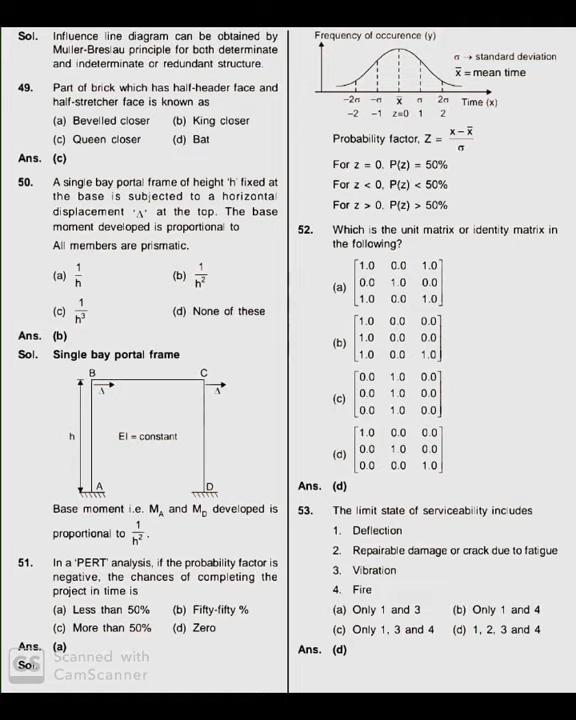 Sol. Influence line diagram can be obtained by
Muller-Breslau principle for both determinate
and indeterminate or redundant structure.
49. Part of brick which has half-header face and
half-stretcher face is known as
(a) Bevelled closer (b) King closer
(c) Queen closer (d) Bat
Ans. (c)
50. A single bay portal frame of height 'h' fixed at
the base is subjected to a horizontal
displacement 'Δ' at the top. The base
moment developed is proportional to
All members are prismatic.
(a) 1/h (b) 1/h²
(c) 1/h³ (d) None of these
Ans. (b)
Sol. Single bay portal frame
B C
Δ Δ
h EI = constant
A D
Base moment i.e. M_A and M_D developed is
proportional to 1/h².
51. In a 'PERT' analysis, if the probability factor is
negative, the chances of completing the
project in time is
(a) Less than 50% (b) Fifty-fifty %
(c) More than 50% (d) Zero
Ans. (a)
Sol.
CS Scanned with
CamScanner
Frequency of occurence (y)
σ → standard deviation
x̄ = mean time
−2σ −σ x̄ σ 2σ Time (x)
−2 −1 z=0 1 2
Probability factor, Z = (x−x̄)/σ
For z = 0, P(z) = 50%
For z < 0, P(z) < 50%
For z > 0, P(z) > 50%
52. Which is the unit matrix or identity matrix in
the following?
(a) [1.0 0.0 1.0
0.0 1.0 0.0
1.0 0.0 1.0]
(b) [1.0 0.0 0.0
1.0 0.0 0.0
1.0 0.0 1.0]
(c) [0.0 1.0 0.0
0.0 1.0 0.0
0.0 1.0 0.0]
(d) [1.0 0.0 0.0
0.0 1.0 0.0
0.0 0.0 1.0]
Ans. (d)
53. The limit state of serviceability includes
1. Deflection
2. Repairable damage or crack due to fatigue
3. Vibration
4. Fire
(a) Only 1 and 3 (b) Only 1 and 4
(c) Only 1, 3 and 4 (d) 1, 2, 3 and 4
Ans. (d)